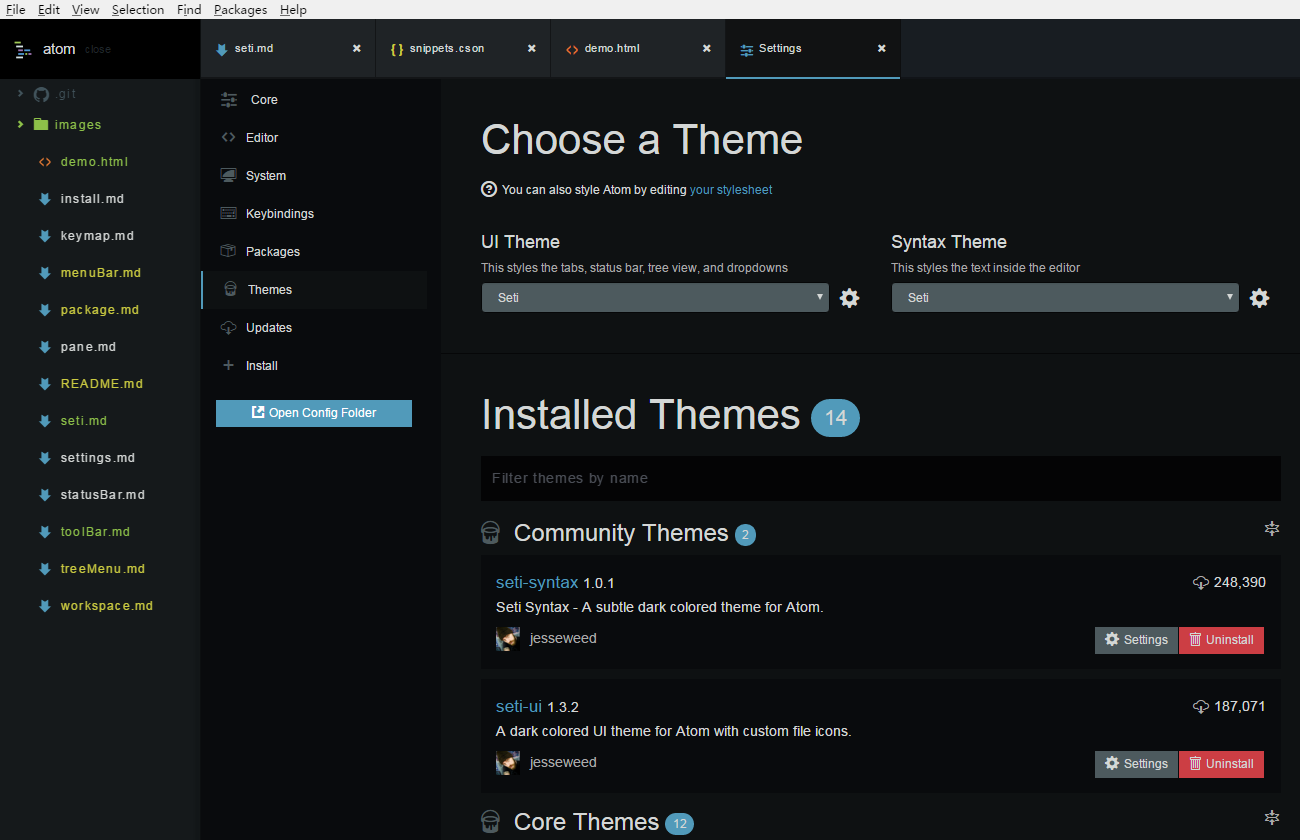 File Edit View Selection Find Packages Help
atom close
seti.md
snippets.cson
demo.html
Settings
.git
images
demo.html
install.md
keymap.md
menuBar.md
package.md
pane.md
README.md
seti.md
settings.md
statusBar.md
toolBar.md
treeMenu.md
workspace.md
Core
Editor
System
Keybindings
Packages
Themes
Updates
Install
Open Config Folder
Choose a Theme
You can also style Atom by editing your stylesheet
UI Theme
This styles the tabs, status bar, tree view, and dropdowns
Seti
Syntax Theme
This styles the text inside the editor
Seti
Installed Themes 14
Filter themes by name
Community Themes 2
seti-syntax 1.0.1 248,390
Seti Syntax - A subtle dark colored theme for Atom.
jesseweed Settings Uninstall
seti-ui 1.3.2 187,071
A dark colored UI theme for Atom with custom file icons.
jesseweed Settings Uninstall
Core Themes 12